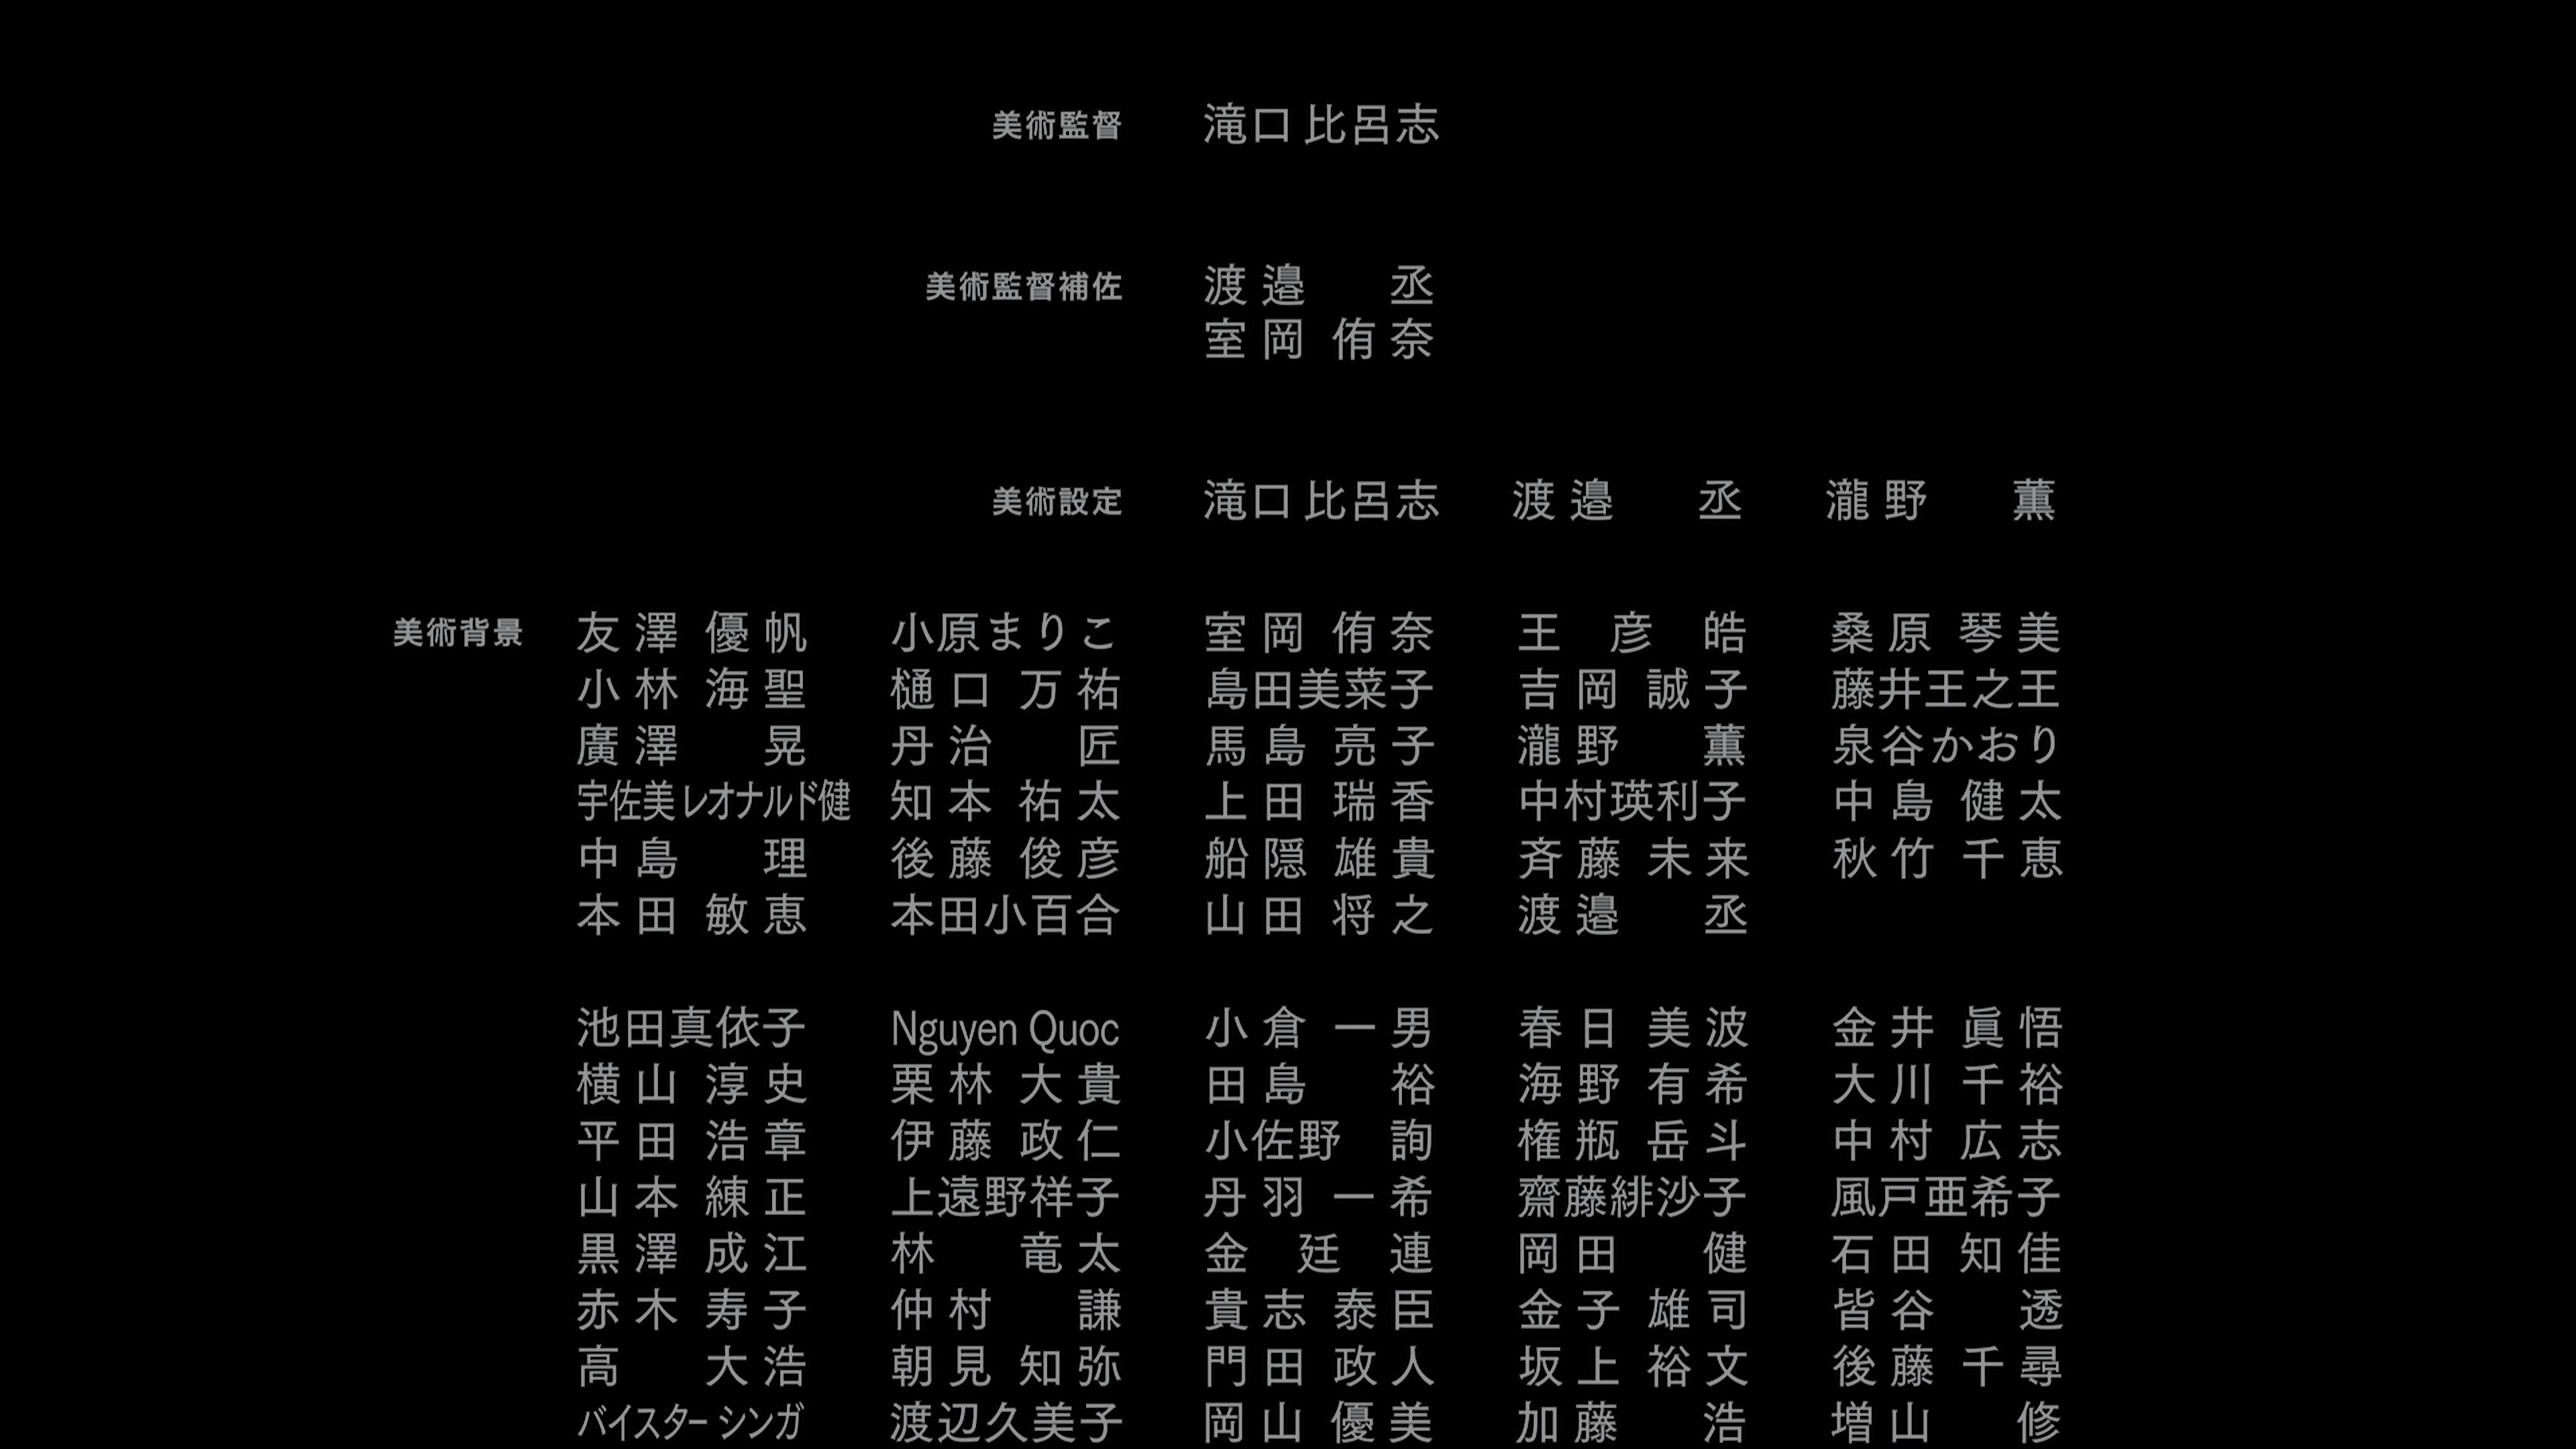 美術監督 滝口 比呂志
美術監督補佐 渡邉 丞
室岡 侑奈
美術設定 滝口 比呂志 渡邉 丞 瀧野 薫
美術背景 友澤 優帆 小原まりこ 室岡 侑奈 王 彦 皓 桑原 琴美
小林 海聖 樋口 万祐 島田美菜子 吉岡 誠子 藤井王之王
廣澤 晃 丹治 匠 馬島 亮子 瀧野 薫 泉谷かおり
宇佐美 レオナルド健 知本 祐太 上田 瑞香 中村瑛利子 中島 健太
中島 理 後藤 俊彦 船隠 雄貴 斉藤 未来 秋竹 千恵
本田 敏恵 本田小百合 山田 将之 渡邉 丞
池田真依子 Nguyen Quoc 小倉 一男 春日 美波 金井 眞悟
横山 淳史 栗林 大貴 田島 裕 海野 有希 大川 千裕
平田 浩章 伊藤 政仁 小佐野 詢 権瓶 岳斗 中村 広志
山本 練正 上遠野祥子 丹羽 一希 齋藤緋沙子 風戸亜希子
黒澤 成江 林 竜太 金 廷 連 岡田 健 石田 知佳
赤木 寿子 仲村 謙 貴志 泰臣 金子 雄司 皆谷 透
高 大浩 朝見 知弥 門田 政人 坂上 裕文 後藤 千尋
バイスター シンガ 渡辺久美子 岡山 優美 加藤 浩 増山 修